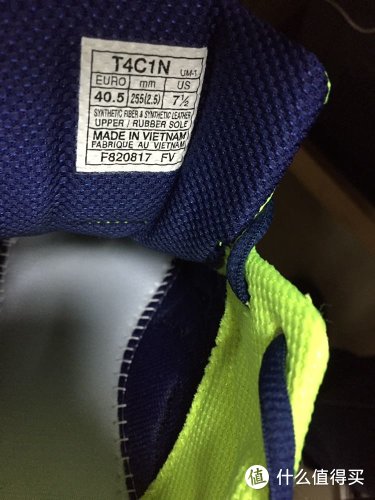 T4C1N UM-1
EURO mm US
40.5 255(2.5) 7½
SYNTHETIC FIBER & SYNTHETIC LEATHER
UPPER / RUBBER SOLE
MADE IN VIETNAM
FABRIQUE AU VIETNAM
F820817 FV
值 什么值得买